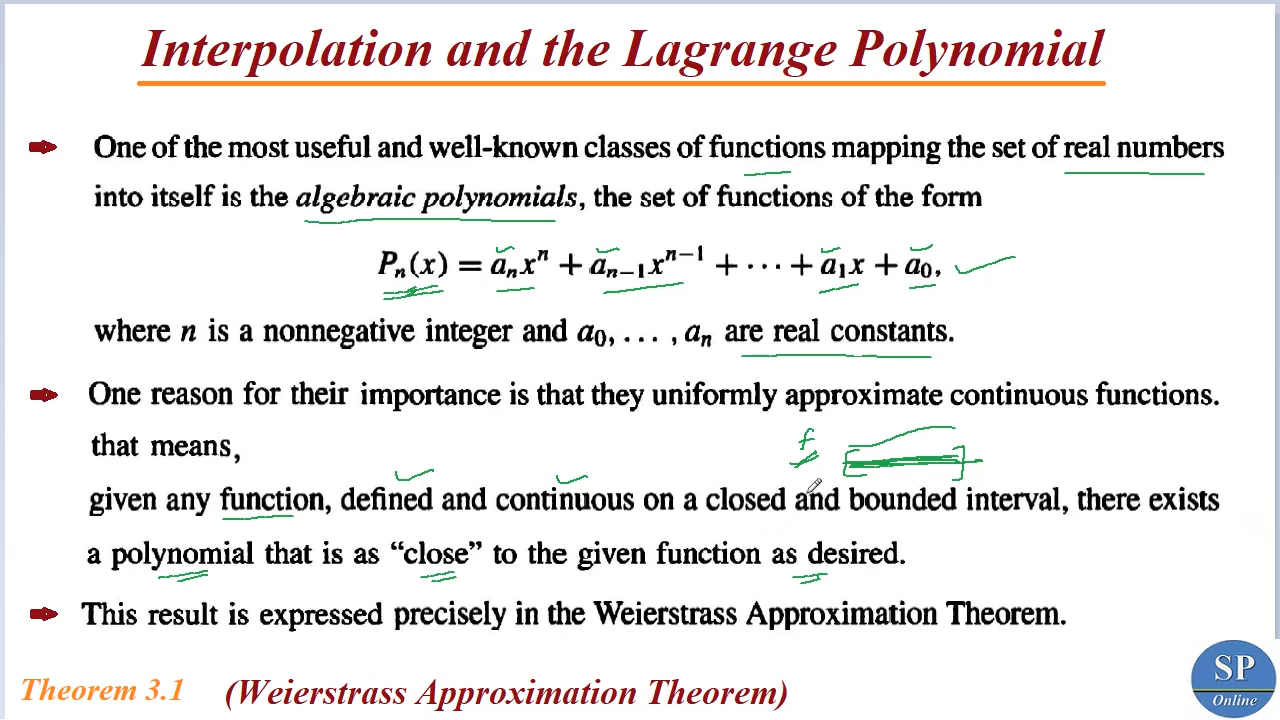 Interpolation and the Lagrange Polynomial
One of the most useful and well-known classes of functions mapping the set of real numbers
into itself is the algebraic polynomials, the set of functions of the form
Pₙ(x) = aₙxⁿ + aₙ₋₁xⁿ⁻¹ + ⋯ + a₁x + a₀,
where n is a nonnegative integer and a₀, . . . , aₙ are real constants.
One reason for their importance is that they uniformly approximate continuous functions.
that means,
f
given any function, defined and continuous on a closed and bounded interval, there exists
a polynomial that is as “close” to the given function as desired.
This result is expressed precisely in the Weierstrass Approximation Theorem.
Theorem 3.1 (Weierstrass Approximation Theorem)
SP
Online